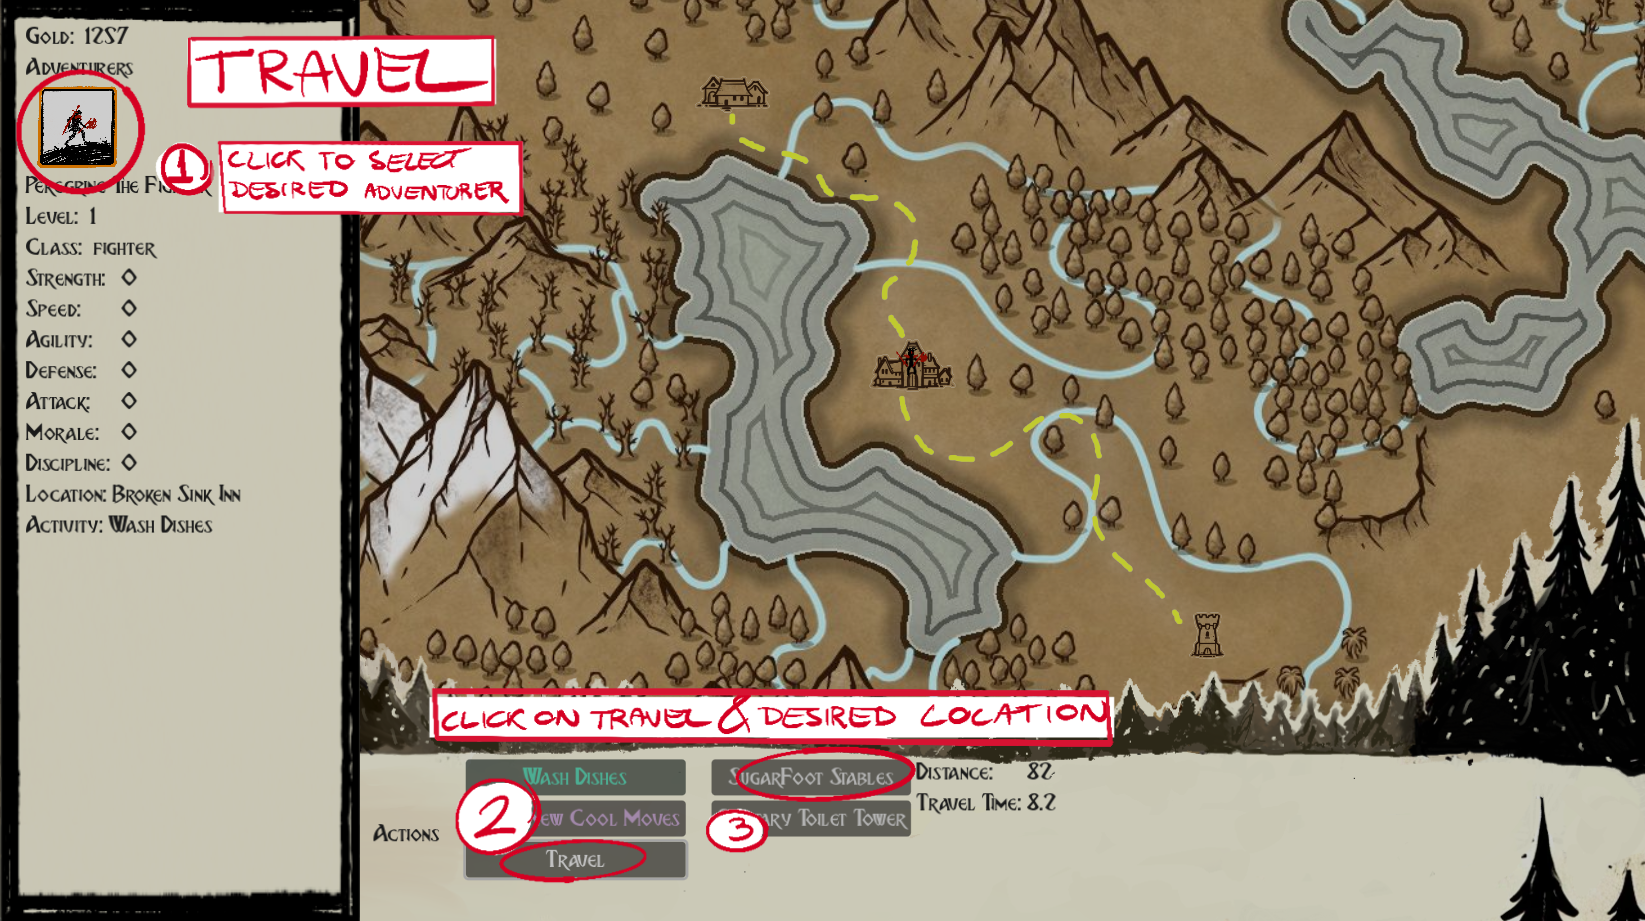 Gold: 1257
Adventurers
TRAVEL
1
CLICK TO SELECT
DESIRED ADVENTURER
Peregrine the
Level: 1
Class: fighter
Strength: 0
Speed: 0
Agility: 0
Defense: 0
Attack: 0
Morale: 0
Discipline: 0
Location: Broken Sink Inn
Activity: Wash Dishes
CLICK ON TRAVEL & DESIRED LOCATION
Wash Dishes
SugarFoot Stables
Distance: 82
Travel Time: 8.2
2
Cool Moves
3
Toilet Tower
Actions
Travel